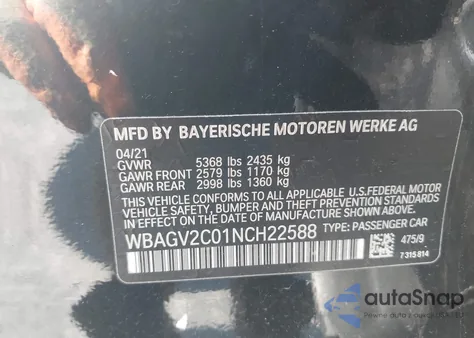 MFD BY BAYERISCHE MOTOREN WERKE AG
04/21
GVWR 5368 lbs 2435 kg
GAWR FRONT 2579 lbs 1170 kg
GAWR REAR 2998 lbs 1360 kg
THIS VEHICLE CONFORMS TO ALL APPLICABLE U.S.FEDERAL MOTOR
VEHICLE SAFETY, BUMPER, AND THEFT PREVENTION STANDARDS
IN EFFECT ON THE DATE OF MANUFACTURE SHOWN ABOVE.
WBAGV2C01NCH22588 TYPE: PASSENGER CAR
475/9
7 315 814
autoSnap
Pewne auto z